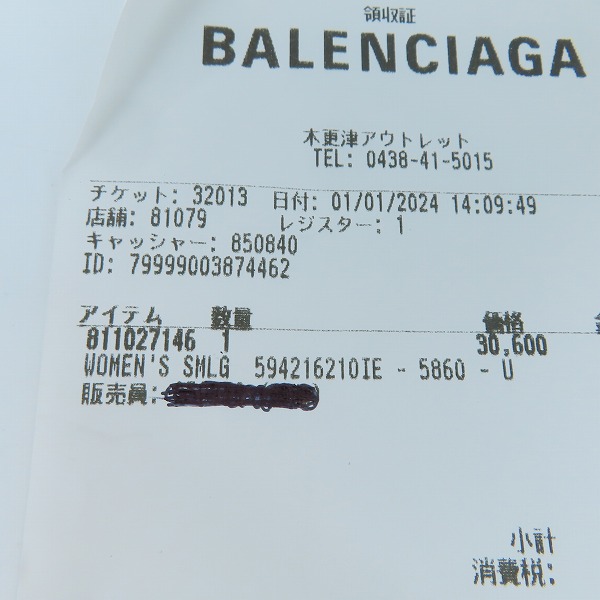 領収証
BALENCIAGA
木更津アウトレット
TEL: 0438-41-5015
チケット: 32013 日付: 01/01/2024 14:09:49
店舗: 81079 レジスター: 1
キャッシャー: 850840
ID: 79999003874462
アイテム 数量 価格
811027146 1 30,600
WOMEN'S SMLG 594216210IE - 5860 - U
販売員:
小計
消費税: